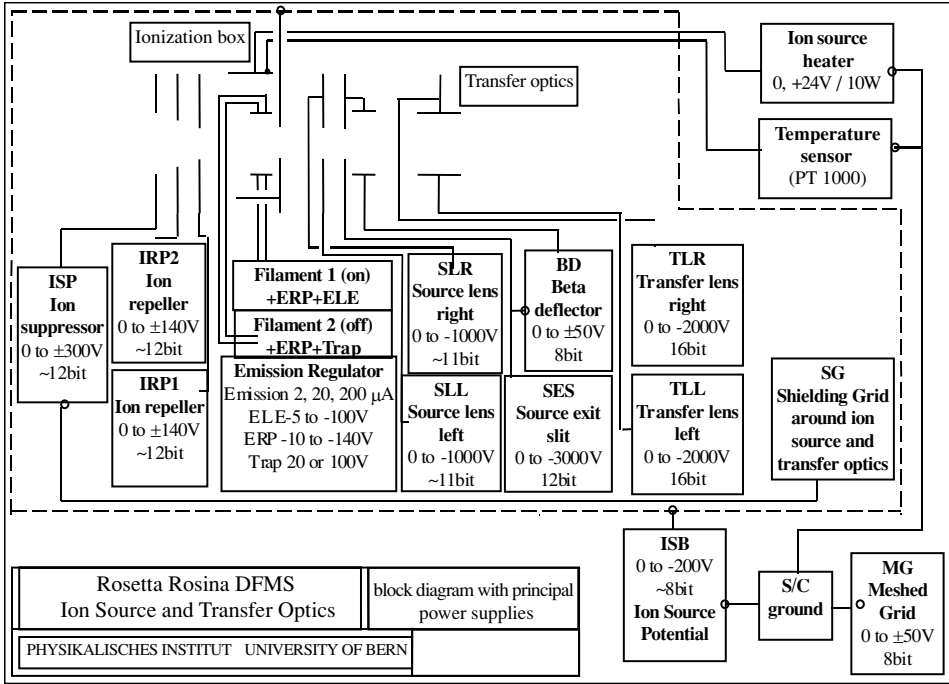 Ionization box
Transfer optics
Ion source
heater
0, +24V / 10W
Temperature
sensor
(PT 1000)
ISP
Ion
suppressor
0 to ±300V
~12bit
IRP2
Ion
repeller
0 to ±140V
~12bit
IRP1
Ion repeller
0 to ±140V
~12bit
Filament 1 (on)
+ERP+ELE
Filament 2 (off)
+ERP+Trap
Emission Regulator
Emission 2, 20, 200 µA
ELE-5 to -100V
ERP -10 to -140V
Trap 20 or 100V
SLR
Source lens
right
0 to -1000V
~11bit
SLL
Source lens
left
0 to -1000V
~11bit
BD
Beta
deflector
0 to ±50V
8bit
SES
Source exit
slit
0 to -3000V
12bit
TLR
Transfer lens
right
0 to -2000V
16bit
TLL
Transfer lens
left
0 to -2000V
16bit
SG
Shielding Grid
around ion
source and
transfer optics
ISB
0 to -200V
~8bit
Ion Source
Potential
S/C
ground
MG
Meshed
Grid
0 to ±50V
8bit
Rosetta Rosina DFMS
Ion Source and Transfer Optics
block diagram with principal
power supplies
PHYSIKALISCHES INSTITUT UNIVERSITY OF BERN